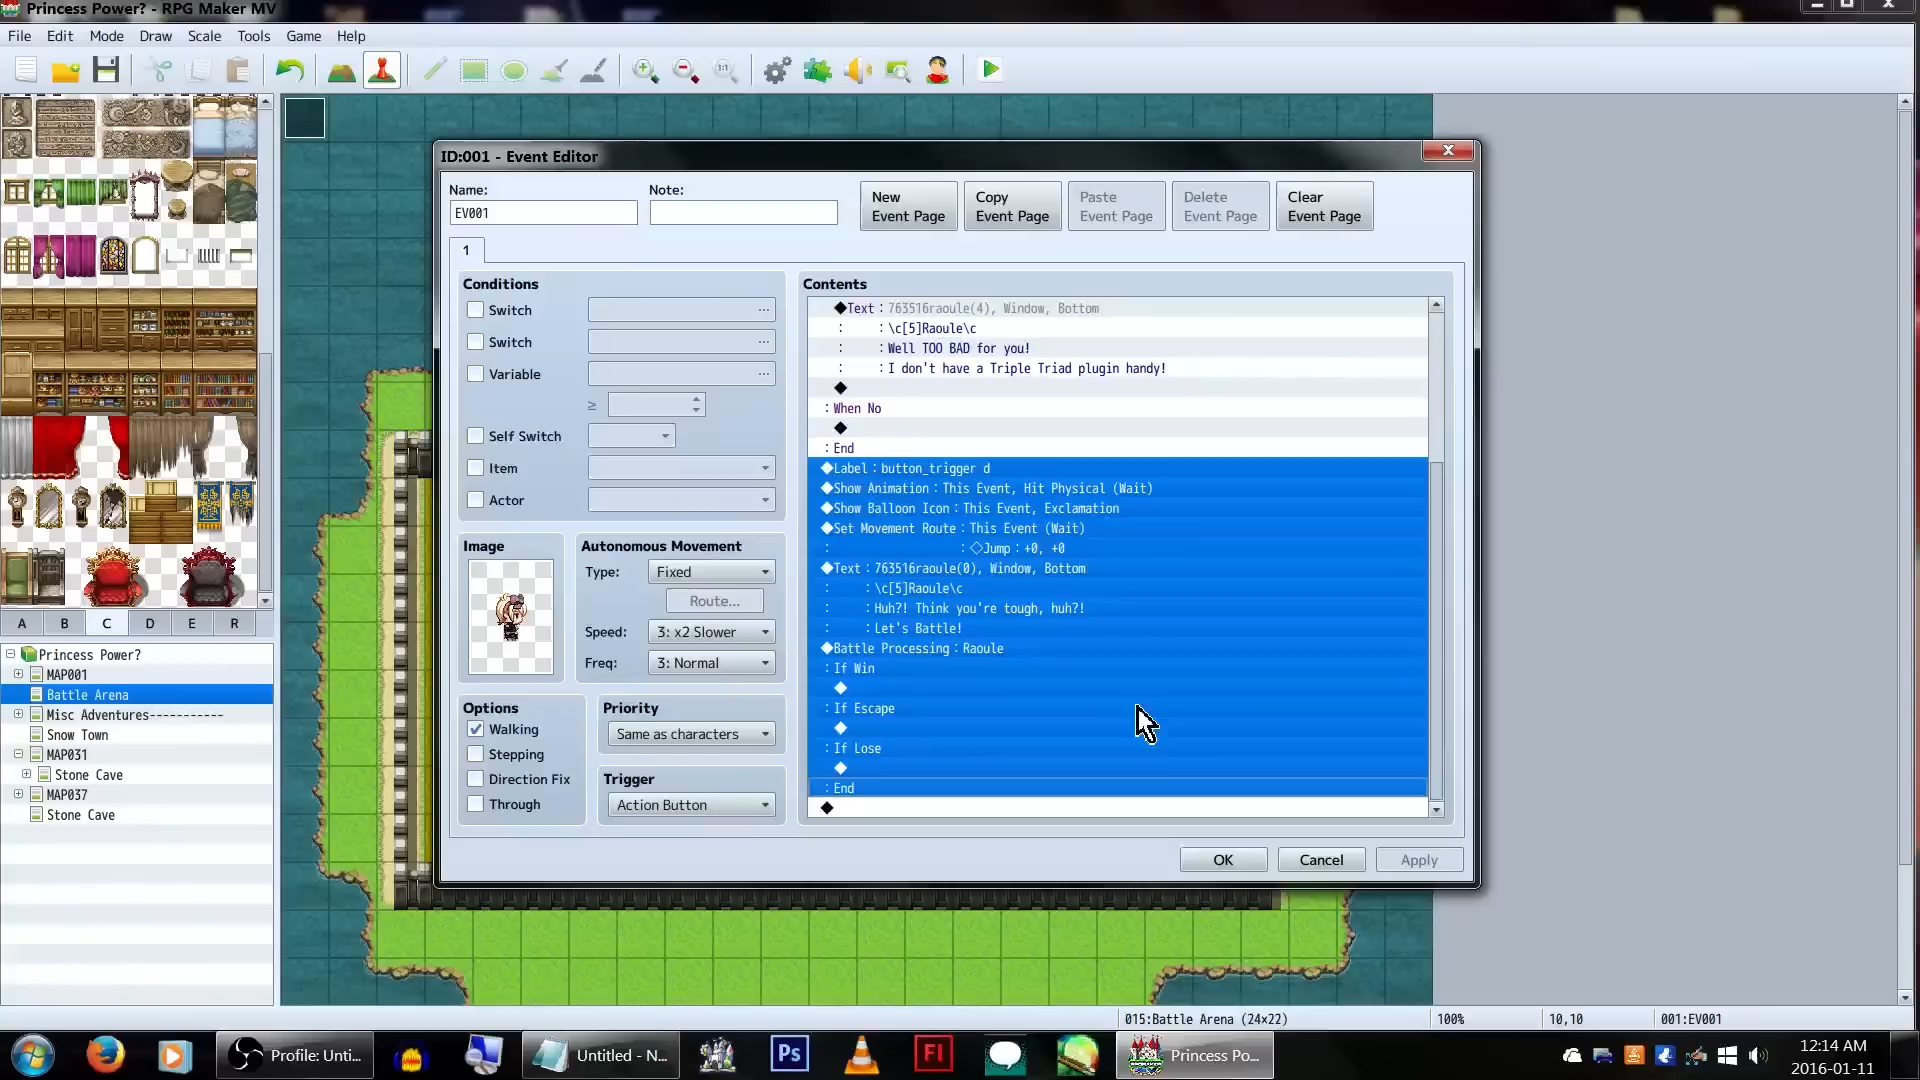 Princess Power? - RPG Maker MV
File Edit Mode Draw Scale Tools Game Help
1:1
ID:001 - Event Editor
Name:
Note:
EV001
New Event Page
Copy Event Page
Paste Event Page
Delete Event Page
Clear Event Page
1
Conditions
Switch ...
Switch ...
Variable ...
≥
Self Switch
Item
Actor
Image
Autonomous Movement
Type: Fixed
Route...
Speed: 3: x2 Slower
Freq: 3: Normal
Options
Walking
Stepping
Direction Fix
Through
Priority
Same as characters
Trigger
Action Button
Contents
◆Text : 763516raoule(4), Window, Bottom
: : \c[5]Raoule\c
: : Well TOO BAD for you!
: : I don't have a Triple Triad plugin handy!
◆
: When No
◆
: End
◆Label : button_trigger d
◆Show Animation : This Event, Hit Physical (Wait)
◆Show Balloon Icon : This Event, Exclamation
◆Set Movement Route : This Event (Wait)
: : ◇Jump : +0, +0
◆Text : 763516raoule(0), Window, Bottom
: : \c[5]Raoule\c
: : Huh?! Think you're tough, huh?!
: : Let's Battle!
◆Battle Processing : Raoule
: If Win
◆
: If Escape
◆
: If Lose
◆
: End
◆
OK Cancel Apply
A B C D E R
Princess Power?
MAP001
Battle Arena
Misc Adventures-----------
Snow Town
MAP031
Stone Cave
MAP037
Stone Cave
015:Battle Arena (24x22) 100% 10,10 001:EV001
Profile: Unti...
Untitled - N...
Ps
Fl
Princess Po...
12:14 AM
2016-01-11